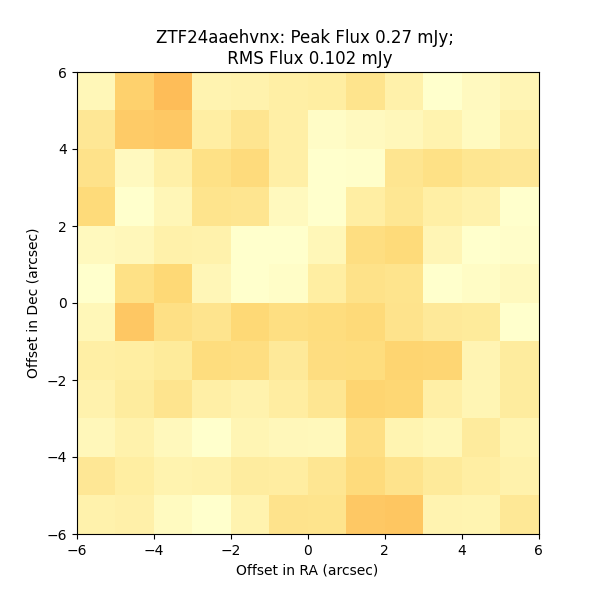 ZTF24aaehvnx: Peak Flux 0.27 mJy;
RMS Flux 0.102 mJy
6
4
2
0
−2
−4
−6
Offset in Dec (arcsec)
−6 −4 −2 0 2 4 6
Offset in RA (arcsec)